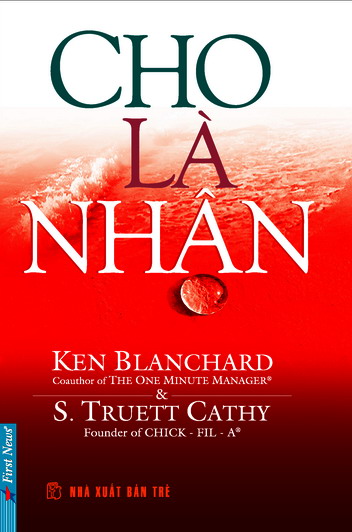 CHO
LÀ
NHẬN
KEN BLANCHARD
Coauthor of THE ONE MINUTE MANAGER®
&
S. TRUETT CATHY
Founder of CHICK - FIL - A®
First News
NHÀ XUẤT BẢN TRẺ